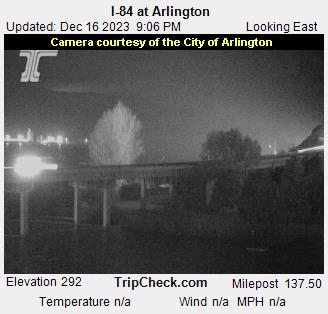 I-84 at Arlington
Updated: Dec 16 2023 9:06 PM Looking East
Camera courtesy of the City of Arlington
Elevation 292 TripCheck.com Milepost 137.50
Temperature n/a Wind n/a MPH n/a